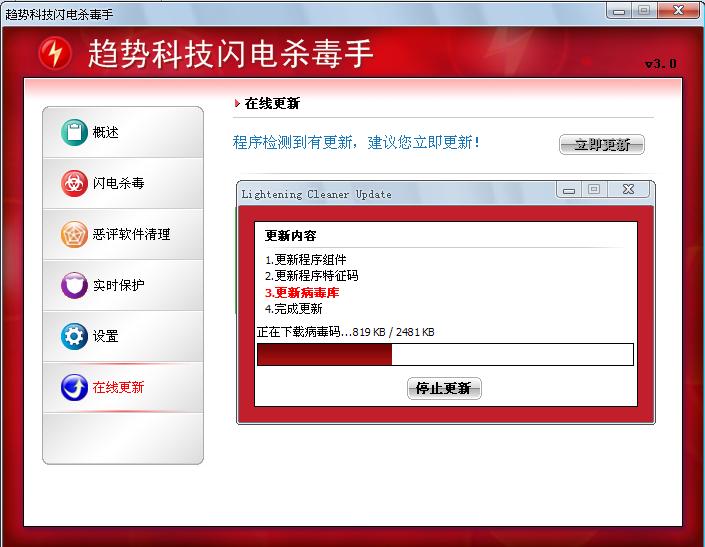 趋势科技闪电杀毒手
趋势科技闪电杀毒手
v3.0
概述
闪电杀毒
恶评软件清理
实时保护
设置
在线更新
在线更新
程序检测到有更新，建议您立即更新！
立即更新
Lightening Cleaner Update
更新内容
1.更新程序组件
2.更新程序特征码
3.更新病毒库
4.完成更新
正在下载病毒码...819 KB / 2481 KB
停止更新